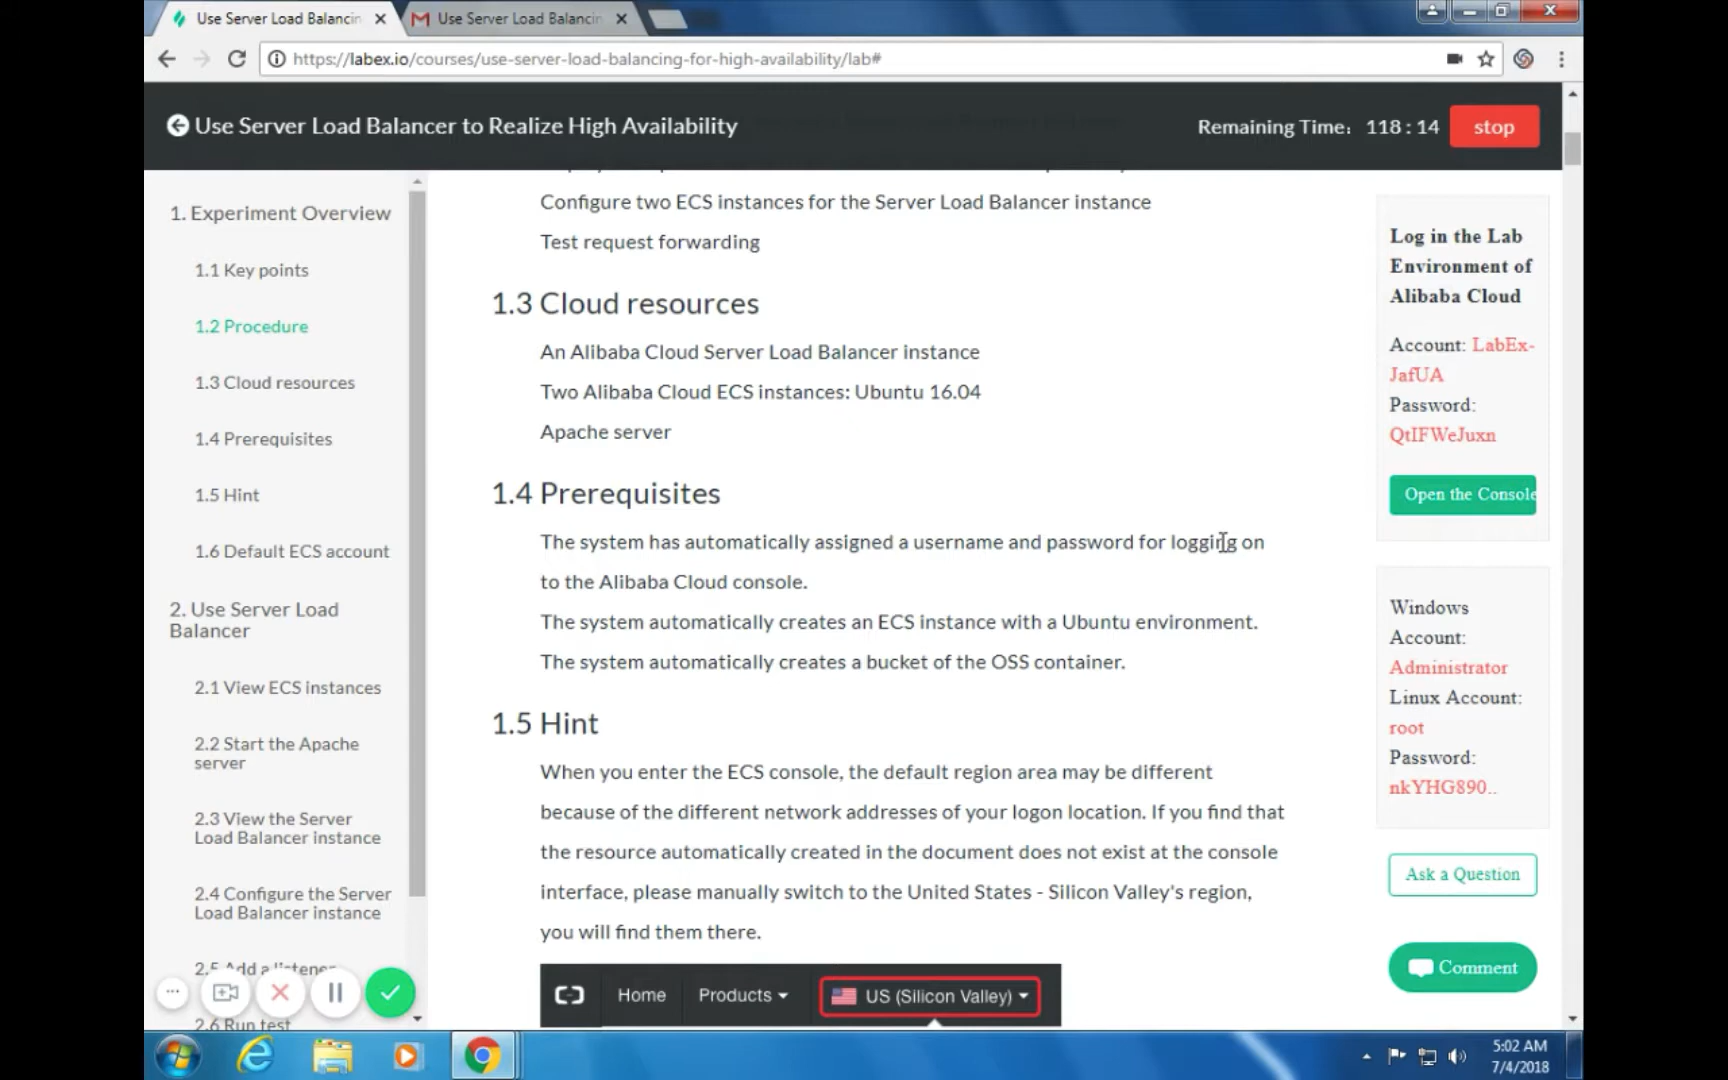 Use Server Load Balancin
Use Server Load Balancin
https://labex.io/courses/use-server-load-balancing-for-high-availability/lab#
Use Server Load Balancer to Realize High Availability
Remaining Time: 118 : 14
stop
1. Experiment Overview
1.1 Key points
1.2 Procedure
1.3 Cloud resources
1.4 Prerequisites
1.5 Hint
1.6 Default ECS account
2. Use Server Load
Balancer
2.1 View ECS instances
2.2 Start the Apache
server
2.3 View the Server
Load Balancer instance
2.4 Configure the Server
Load Balancer instance
2.5 Add a listener
2.6 Run test
Configure two ECS instances for the Server Load Balancer instance
Test request forwarding
1.3 Cloud resources
An Alibaba Cloud Server Load Balancer instance
Two Alibaba Cloud ECS instances: Ubuntu 16.04
Apache server
1.4 Prerequisites
The system has automatically assigned a username and password for logging on
to the Alibaba Cloud console.
The system automatically creates an ECS instance with a Ubuntu environment.
The system automatically creates a bucket of the OSS container.
1.5 Hint
When you enter the ECS console, the default region area may be different
because of the different network addresses of your logon location. If you find that
the resource automatically created in the document does not exist at the console
interface, please manually switch to the United States - Silicon Valley's region,
you will find them there.
Home
Products
US (Silicon Valley)
Log in the Lab
Environment of
Alibaba Cloud
Account: LabEx-
JafUA
Password:
QtIFWeJuxn
Open the Console
Windows
Account:
Administrator
Linux Account:
root
Password:
nkYHG890..
Ask a Question
Comment
5:02 AM
7/4/2018